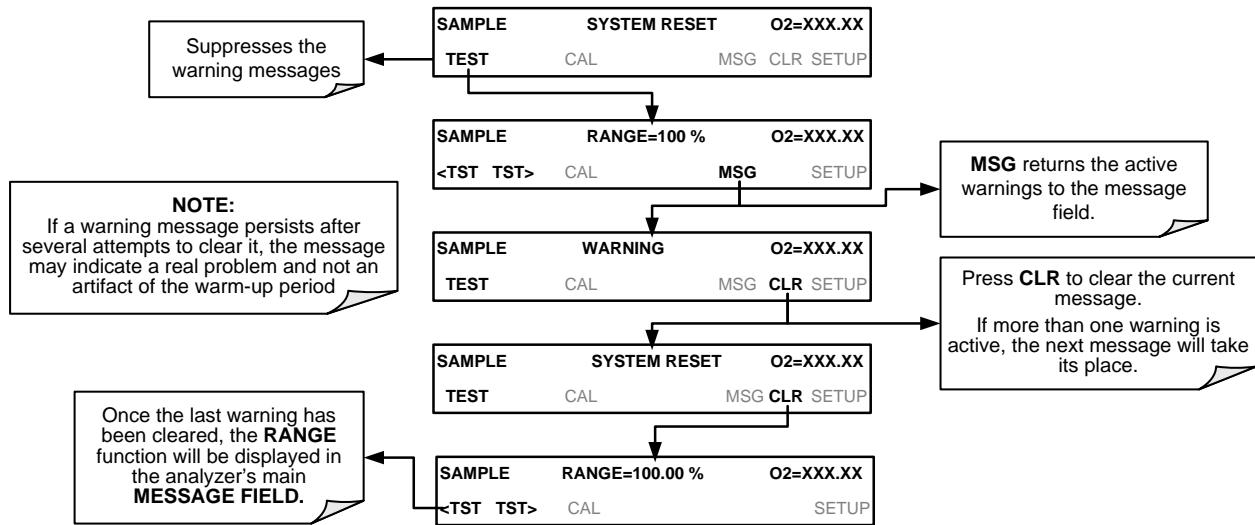 Suppresses the
warning messages
SAMPLE SYSTEM RESET O2=XXX.XX
TEST CAL MSG CLR SETUP
SAMPLE RANGE=100 % O2=XXX.XX
<TST TST> CAL MSG SETUP
MSG returns the active
warnings to the message
field.
NOTE:
If a warning message persists after
several attempts to clear it, the message
may indicate a real problem and not an
artifact of the warm-up period
SAMPLE WARNING O2=XXX.XX
TEST CAL MSG CLR SETUP
Press CLR to clear the current
message.
If more than one warning is
active, the next message will take
its place.
SAMPLE SYSTEM RESET O2=XXX.XX
TEST CAL MSG CLR SETUP
Once the last warning has
been cleared, the RANGE
function will be displayed in
the analyzer's main
MESSAGE FIELD.
SAMPLE RANGE=100.00 % O2=XXX.XX
<TST TST> CAL SETUP